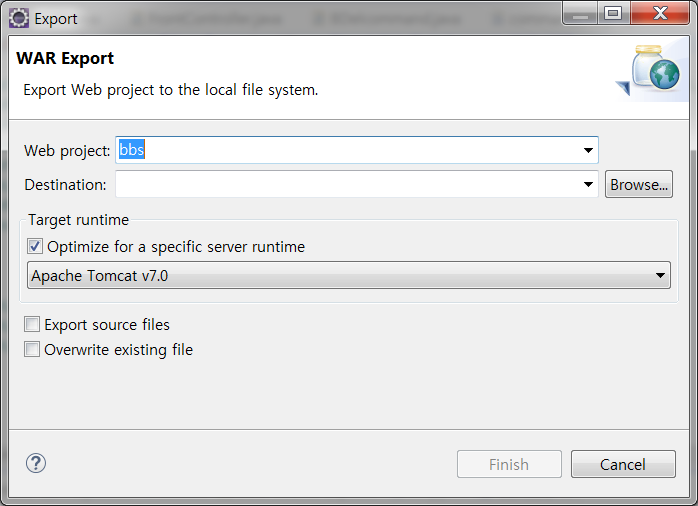 Export
WAR Export
Export Web project to the local file system.
Web project: bbs
Destination: Browse...
Target runtime
Optimize for a specific server runtime
Apache Tomcat v7.0
Export source files
Overwrite existing file
Finish Cancel